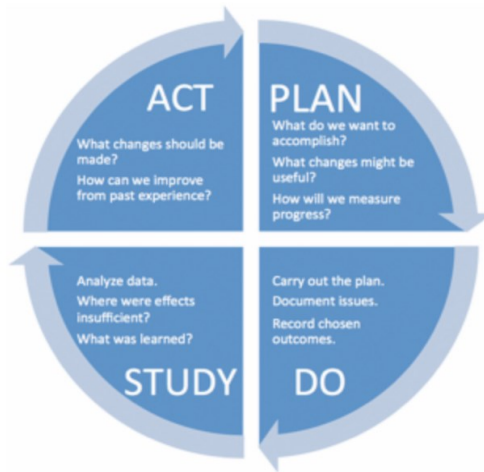 ACT
What changes should be
made?
How can we improve
from past experience?
PLAN
What do we want to
accomplish?
What changes might be
useful?
How will we measure
progress?
Analyze data.
Where were effects
insufficient?
What was learned?
STUDY
Carry out the plan.
Document issues.
Record chosen
outcomes.
DO